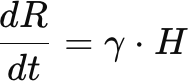 dR/dt = γ · H